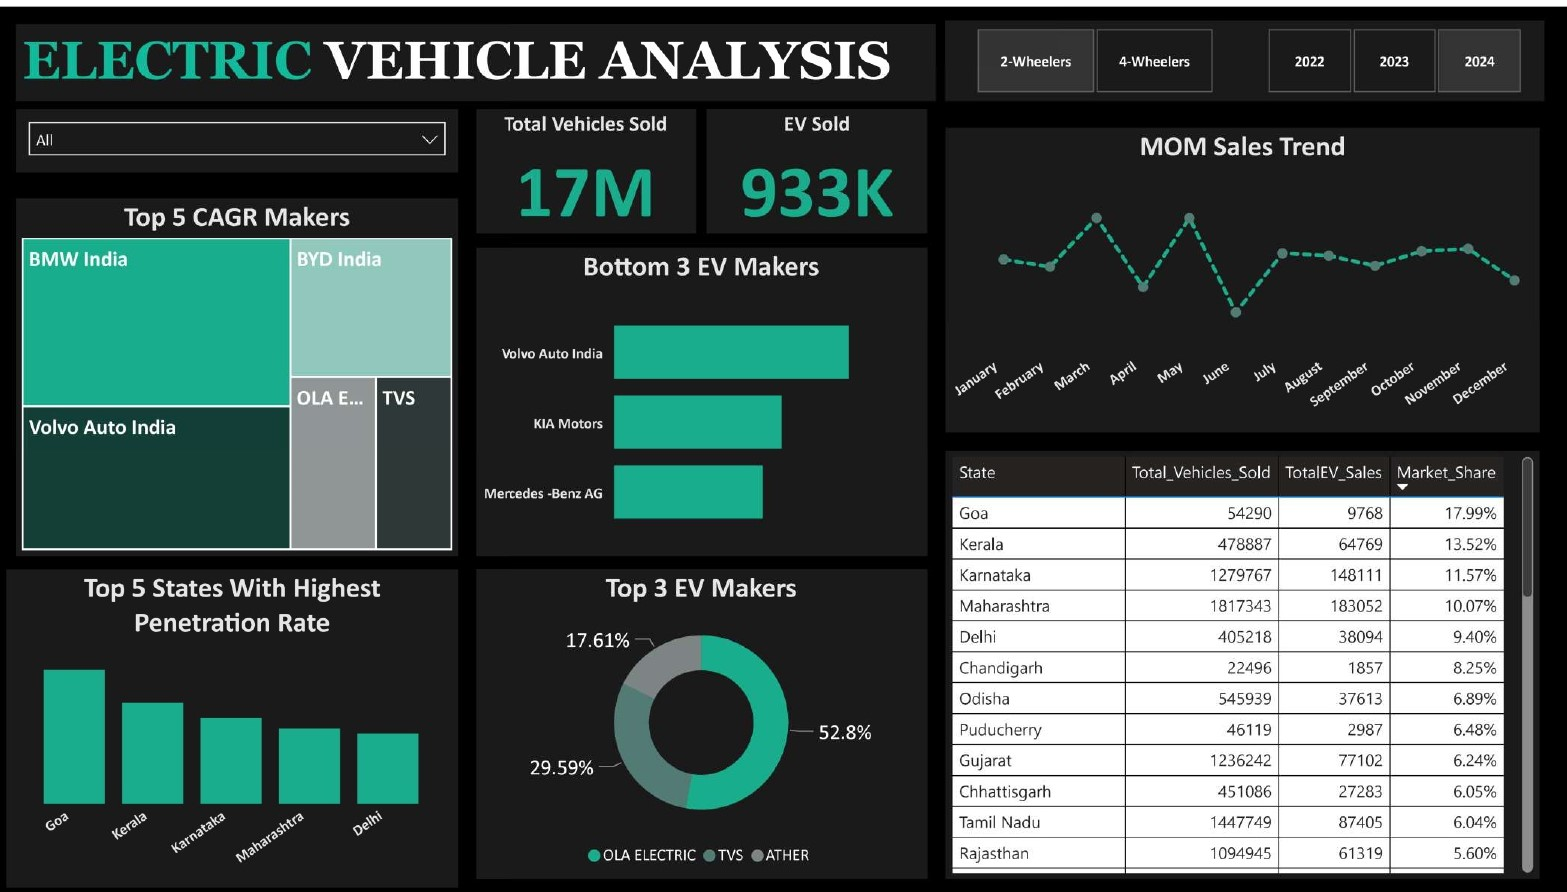 ELECTRIC VEHICLE ANALYSIS
2-Wheelers
4-Wheelers
2022
2023
2024
All
Total Vehicles Sold
17M
EV Sold
933K
MOM Sales Trend
January
February
March
April
May
June
July
August
September
October
November
December
Top 5 CAGR Makers
BMW India
BYD India
Volvo Auto India
OLA E...
TVS
Bottom 3 EV Makers
Volvo Auto India
KIA Motors
Mercedes -Benz AG
State Total_Vehicles_Sold TotalEV_Sales Market_Share
Goa 54290 9768 17.99%
Kerala 478887 64769 13.52%
Karnataka 1279767 148111 11.57%
Maharashtra 1817343 183052 10.07%
Delhi 405218 38094 9.40%
Chandigarh 22496 1857 8.25%
Odisha 545939 37613 6.89%
Puducherry 46119 2987 6.48%
Gujarat 1236242 77102 6.24%
Chhattisgarh 451086 27283 6.05%
Tamil Nadu 1447749 87405 6.04%
Rajasthan 1094945 61319 5.60%
Top 5 States With Highest
Penetration Rate
Goa
Kerala
Karnataka
Maharashtra
Delhi
Top 3 EV Makers
17.61%
52.8%
29.59%
OLA ELECTRIC TVS ATHER